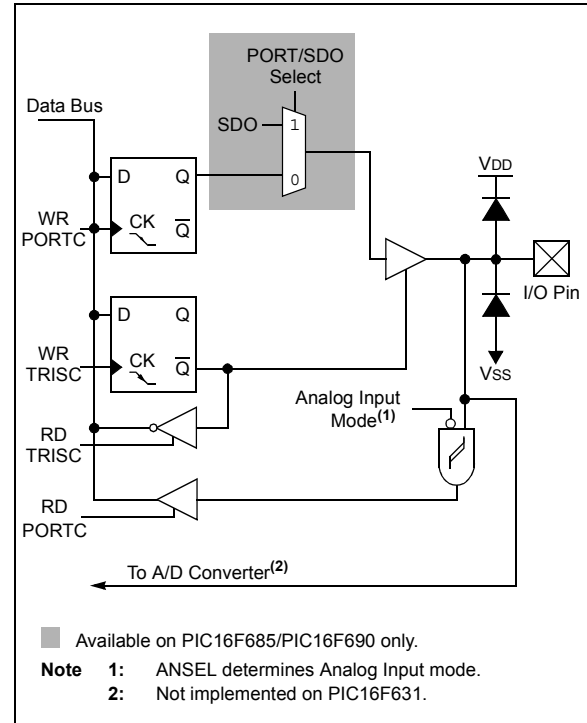 PORT/SDO
Select
Data Bus
SDO
1
0
VDD
D Q
WR
PORTC
CK
Q
I/O Pin
D Q
WR
TRISC
CK
Q
VSS
Analog Input
Mode(1)
RD
TRISC
RD
PORTC
To A/D Converter(2)
Available on PIC16F685/PIC16F690 only.
Note 1: ANSEL determines Analog Input mode.
2: Not implemented on PIC16F631.